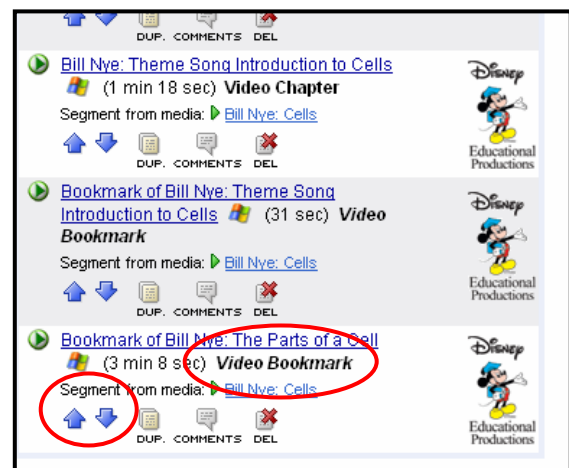 DUP. COMMENTS DEL
Bill Nye: Theme Song Introduction to Cells
(1 min 18 sec) Video Chapter
Segment from media: Bill Nye: Cells
DUP. COMMENTS DEL
Disney
Educational
Productions
Bookmark of Bill Nye: Theme Song
Introduction to Cells (31 sec) Video
Bookmark
Segment from media: Bill Nye: Cells
DUP. COMMENTS DEL
Disney
Educational
Productions
Bookmark of Bill Nye: The Parts of a Cell
(3 min 8 sec) Video Bookmark
Segment from media: Bill Nye: Cells
DUP. COMMENTS DEL
Disney
Educational
Productions